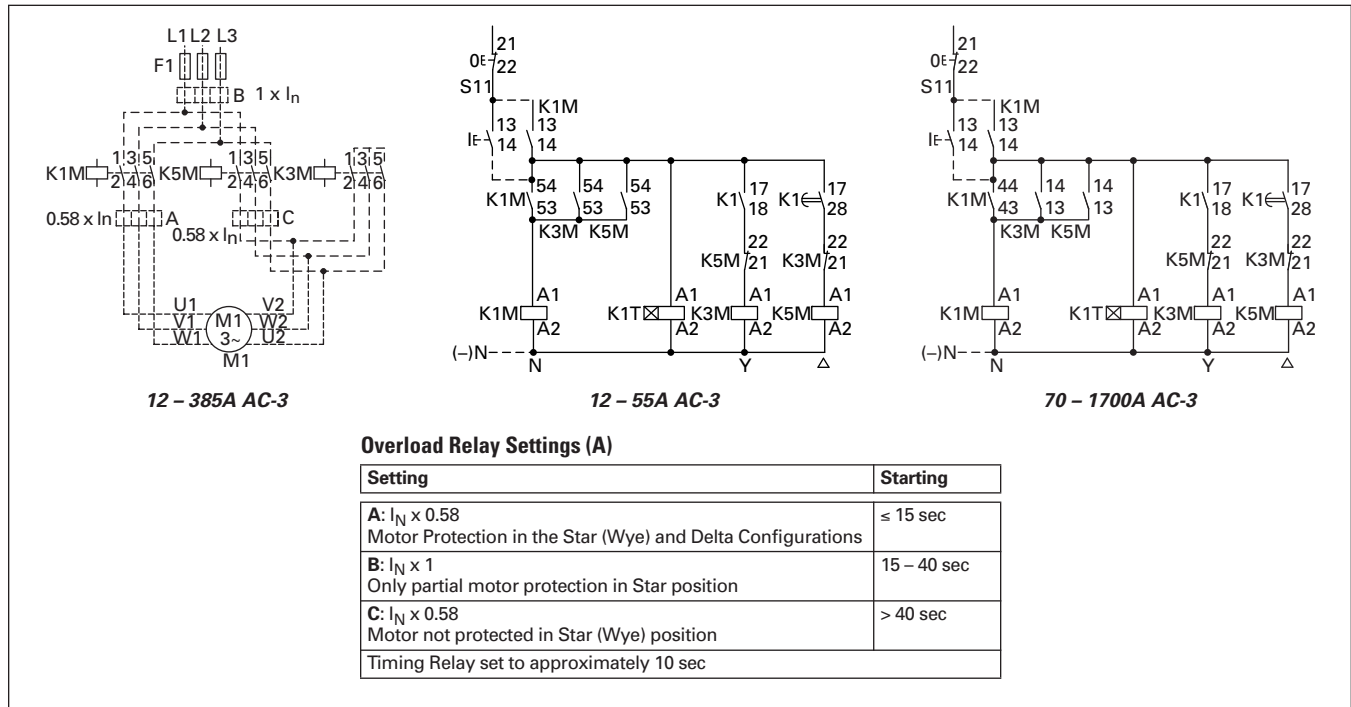 L1 L2 L3
F1
B 1 x In
K1M 1 3 5 K5M 1 3 5 K3M 1 3 5
2 4 6 2 4 6 2 4 6
0.58 x In A C
0.58 x In
U1 V2
V1 M1 W2
W1 3~ U2
M1
12 – 385A AC-3
21
0E 22
S11
K1M
13 13
IE 14 14
54 54 54 17 17
K1M 53 53 53 K1 18 K1 28
K3M K5M
22 22
K5M 21 K3M 21
A1 A1 A1 A1
K1M K1T K3M K5M
A2 A2 A2 A2
(–)N
N Y △
12 – 55A AC-3
21
0E 22
S11
K1M
13 13
IE 14 14
44 14 14 17 17
K1M 43 13 13 K1 18 K1 28
K3M K5M
22 22
K5M 21 K3M 21
A1 A1 A1 A1
K1M K1T K3M K5M
A2 A2 A2 A2
(–)N
N Y △
70 – 1700A AC-3
Overload Relay Settings (A)
Setting Starting
A: IN x 0.58 ≤ 15 sec
Motor Protection in the Star (Wye) and Delta Configurations
B: IN x 1 15 – 40 sec
Only partial motor protection in Star position
C: IN x 0.58 > 40 sec
Motor not protected in Star (Wye) position
Timing Relay set to approximately 10 sec